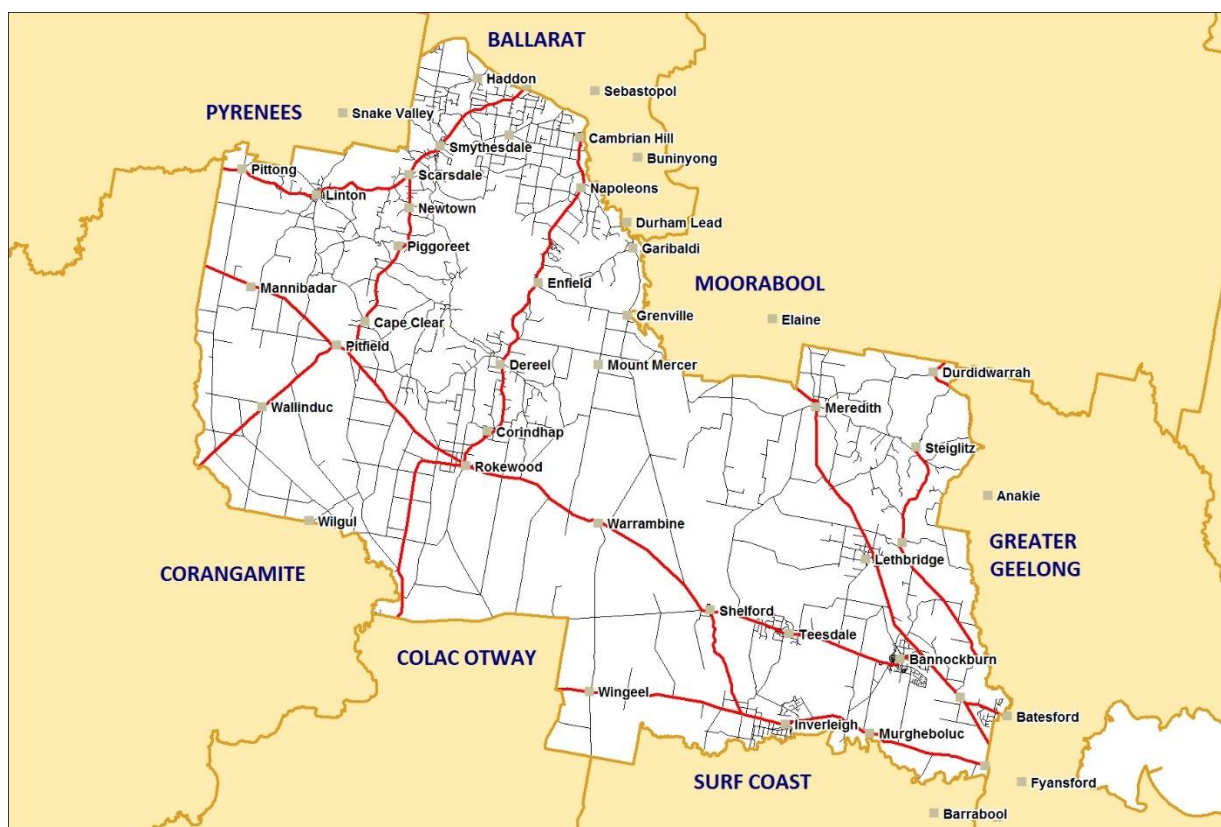 BALLARAT
Haddon
Sebastopol
PYRENEES
Snake Valley
Cambrian Hill
Smythesdale
Buninyong
Pittong
Scarsdale
Linton
Napoleons
Newtown
Durham Lead
Piggoreet
Garibaldi
MOORABOOL
Mannibadar
Enfield
Grenville
Elaine
Cape Clear
Pitfield
Dereel
Mount Mercer
Durdidwarrah
Wallinduc
Meredith
Corindhap
Steiglitz
Rokewood
Anakie
Wilgul
Warrambine
GREATER
GEELONG
Lethbridge
CORANGAMITE
Shelford
Teesdale
COLAC OTWAY
Bannockburn
Wingeel
Batesford
Inverleigh
Murgheboluc
SURF COAST
Fyansford
Barrabool